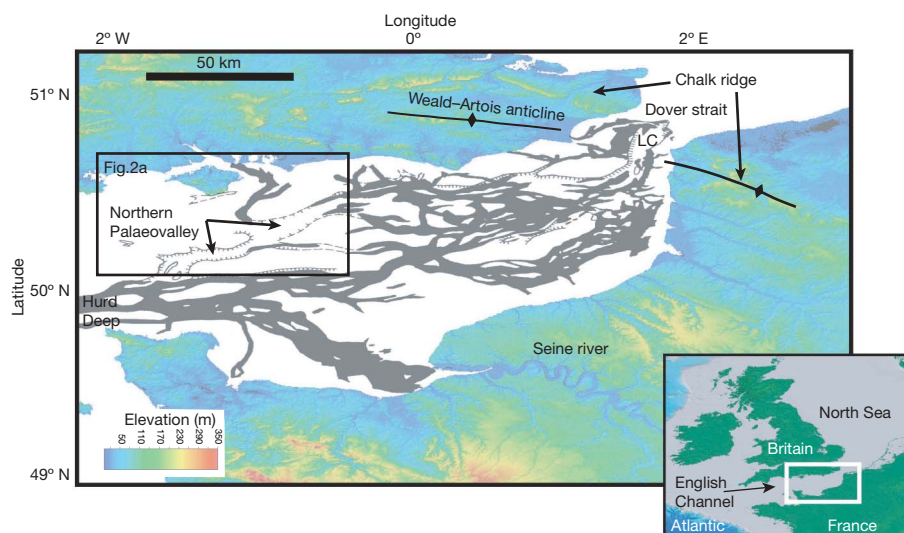 Longitude
2° W
0°
2° E
50 km
Chalk ridge
51° N
Weald–Artois anticline
Dover strait
LC
Fig.2a
Northern
Palaeovalley
Latitude
50° N
Hurd
Deep
Seine river
Elevation (m)
50
110
170
230
290
350
49° N
North Sea
Britain
English
Channel
Atlantic
France